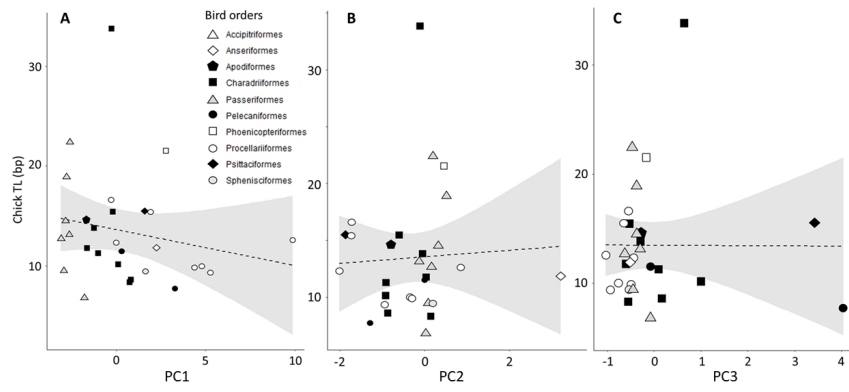 A
B
C
Bird orders
Accipitriformes
Anseriformes
Apodiformes
Charadriiformes
Passeriformes
Pelecaniformes
Phoenicopteriformes
Procellariiformes
Psittaciformes
Sphenisciformes
Chick TL (bp)
30
20
10
0
5
10
PC1
30
20
10
-2
0
2
PC2
30
20
10
-1
0
1
2
3
4
PC3